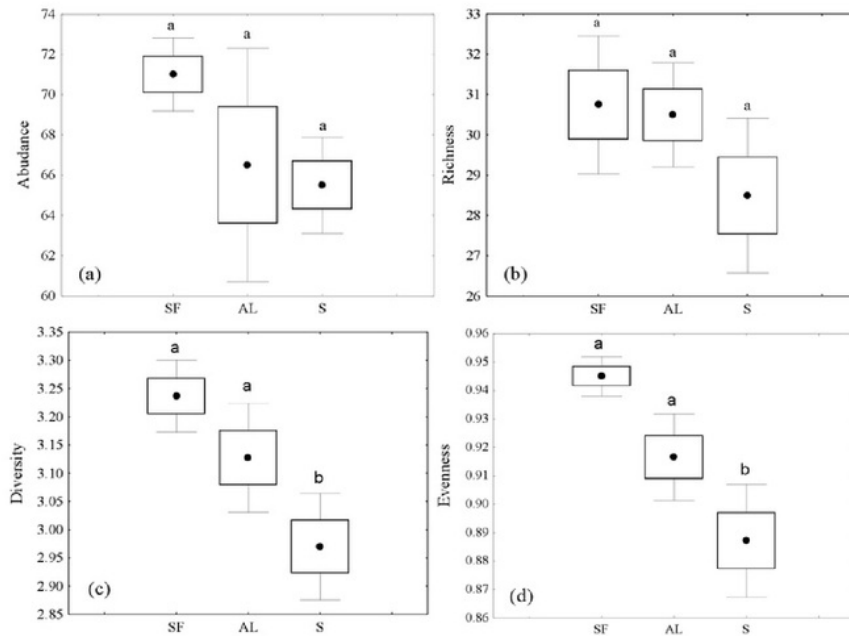 74
72
70
68
66
64
62
60
Abudance
a
a
a
(a)
SF
AL
S
33
32
31
30
29
28
27
26
Richness
a
a
a
(b)
SF
AL
S
3.35
3.30
3.25
3.20
3.15
3.10
3.05
3.00
2.95
2.90
2.85
Diversity
a
a
b
(c)
SF
AL
S
0.96
0.95
0.94
0.93
0.92
0.91
0.90
0.89
0.88
0.87
0.86
Evenness
a
a
b
(d)
SF
AL
S